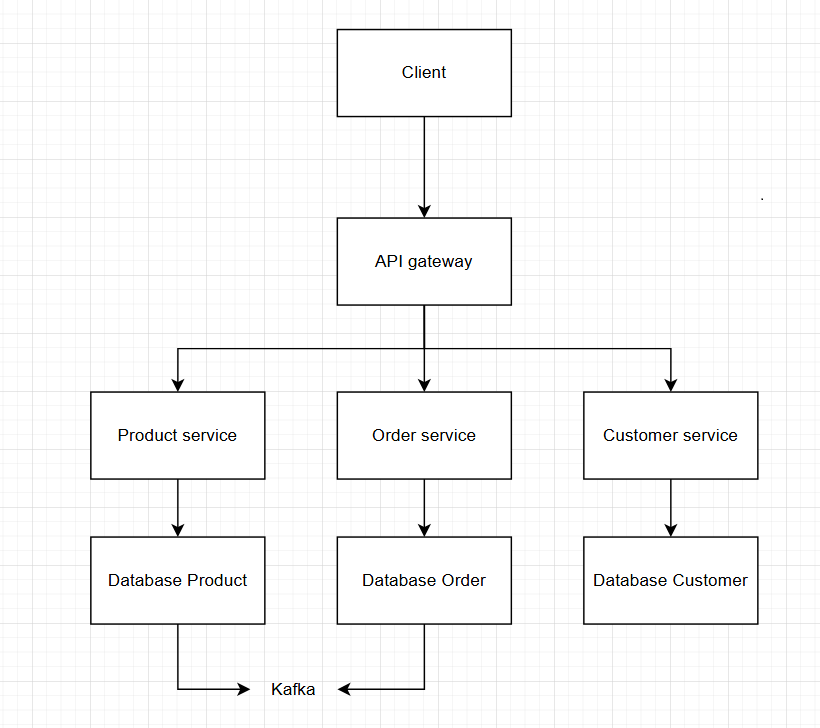 Client
API gateway
Product service
Order service
Customer service
Database Product
Database Order
Database Customer
Kafka